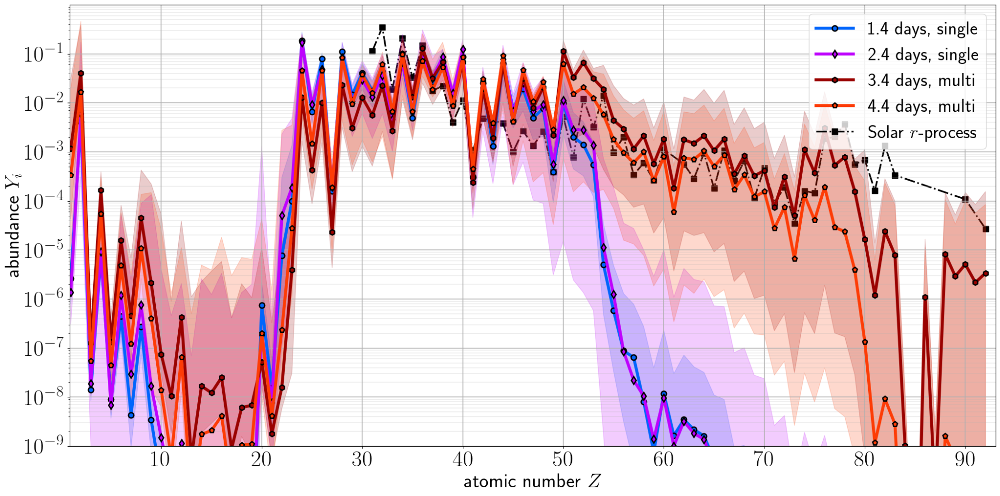 abundance Yᵢ
10⁻¹
10⁻²
10⁻³
10⁻⁴
10⁻⁵
10⁻⁶
10⁻⁷
10⁻⁸
10⁻⁹
1.4 days, single
2.4 days, single
3.4 days, multi
4.4 days, multi
Solar r-process
10 20 30 40 50 60 70 80 90
atomic number Z